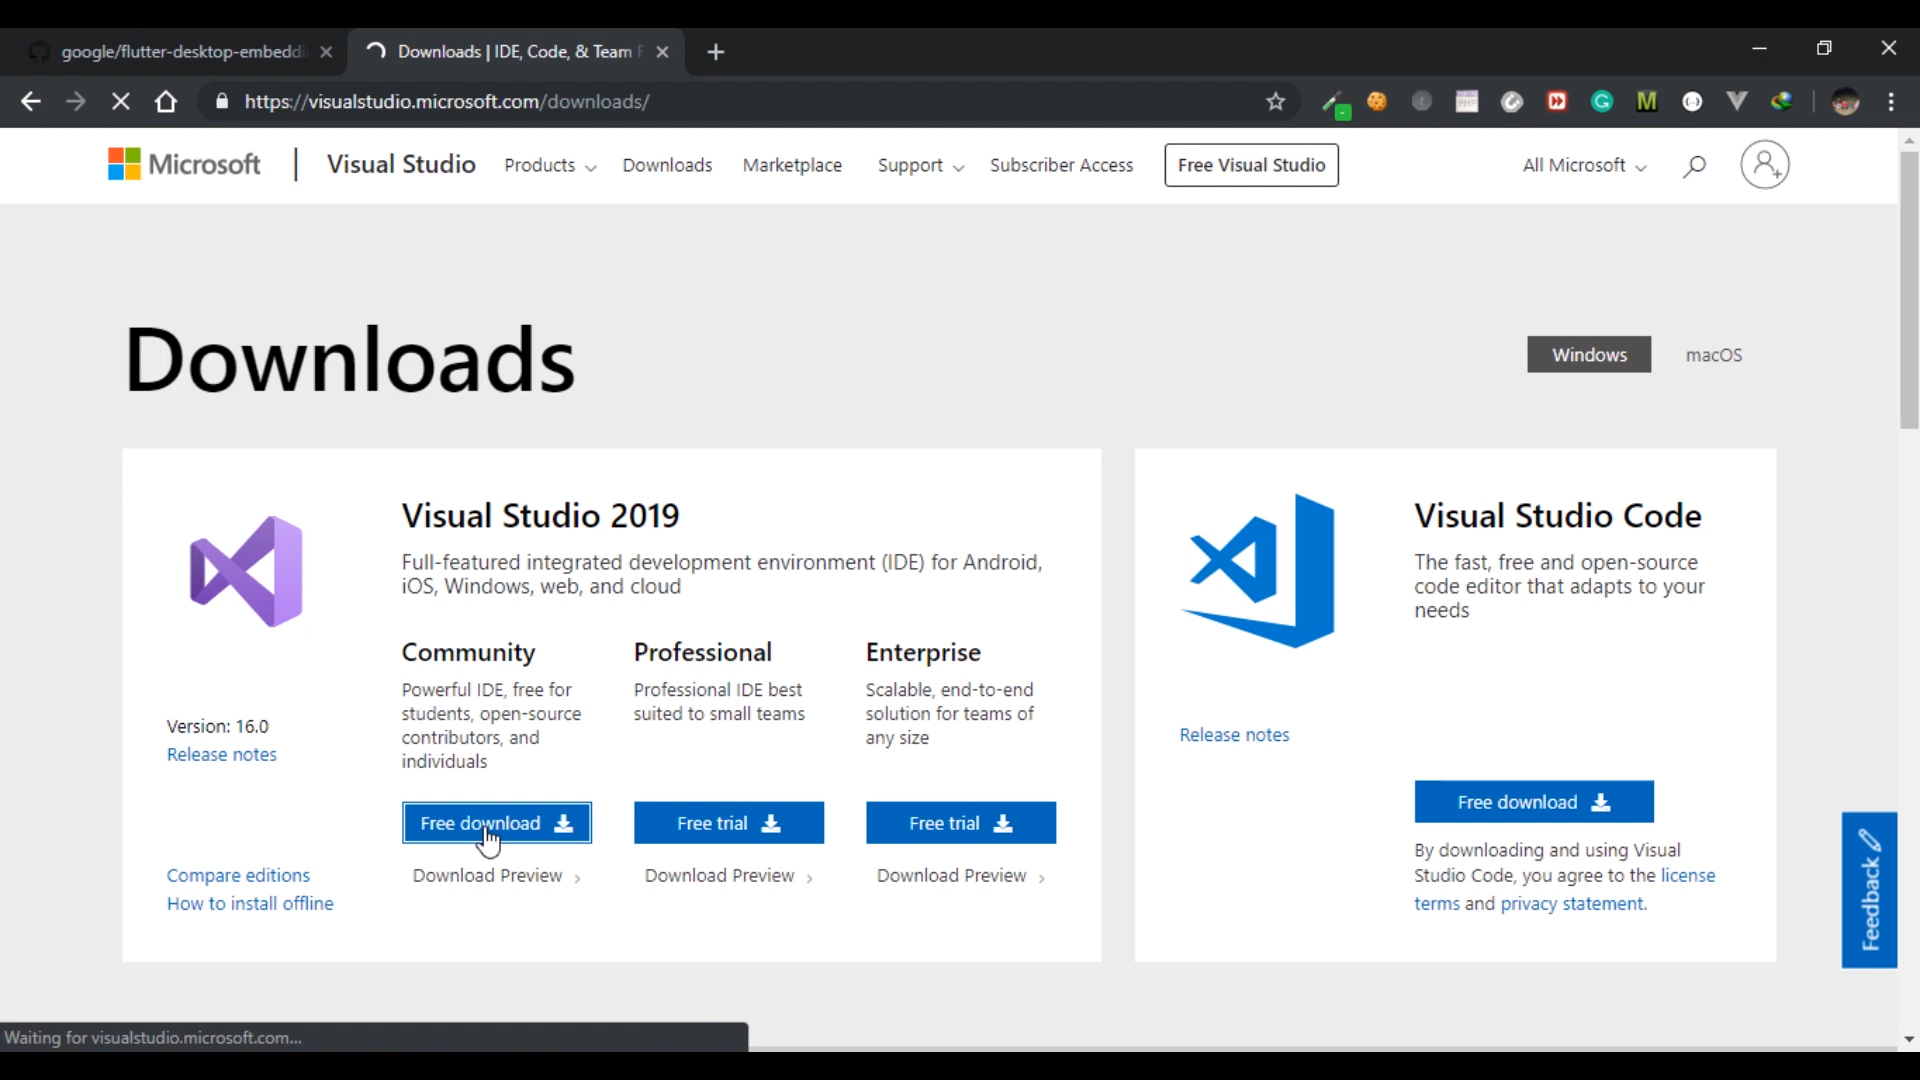 google/flutter-desktop-embeddi
Downloads | IDE, Code, & Team F
https://visualstudio.microsoft.com/downloads/
Microsoft
Visual Studio
Products
Downloads
Marketplace
Support
Subscriber Access
Free Visual Studio
All Microsoft
Downloads
Windows
macOS
Visual Studio 2019
Full-featured integrated development environment (IDE) for Android,
iOS, Windows, web, and cloud
Version: 16.0
Release notes
Compare editions
How to install offline
Community
Powerful IDE, free for
students, open-source
contributors, and
individuals
Free download
Download Preview
Professional
Professional IDE best
suited to small teams
Free trial
Download Preview
Enterprise
Scalable, end-to-end
solution for teams of
any size
Free trial
Download Preview
Visual Studio Code
The fast, free and open-source
code editor that adapts to your
needs
Release notes
Free download
By downloading and using Visual
Studio Code, you agree to the license
terms and privacy statement.
Feedback
Waiting for visualstudio.microsoft.com...